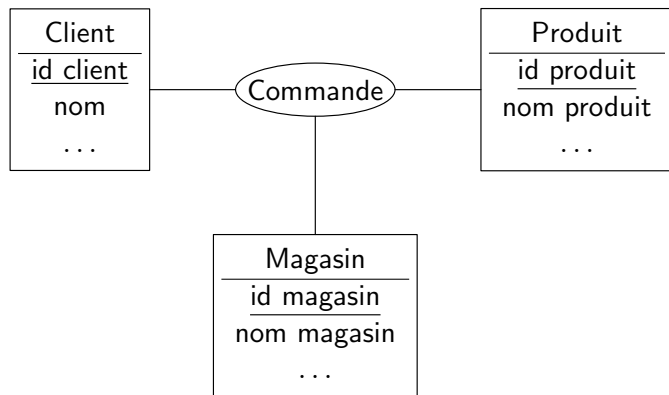 Client
id client
nom
. . .
Commande
Produit
id produit
nom produit
. . .
Magasin
id magasin
nom magasin
. . .